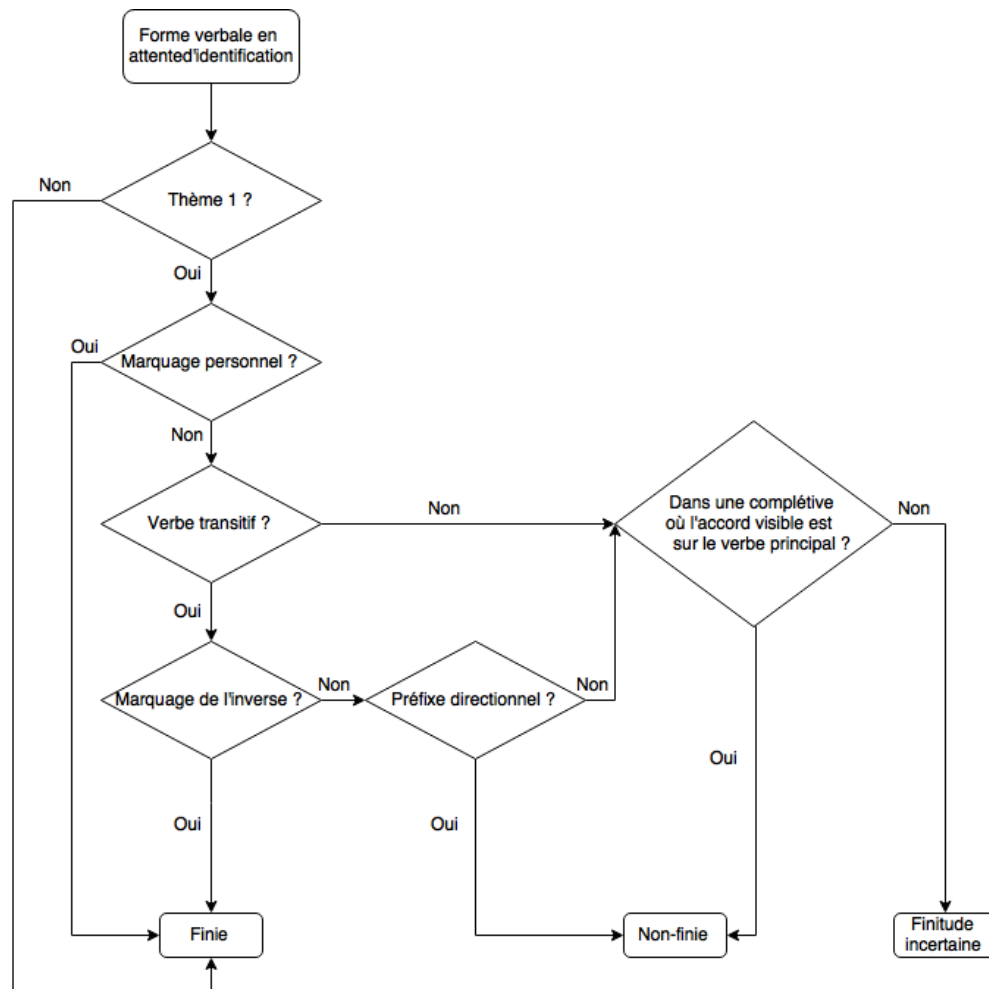 Forme verbale en
attented'identification
Non
Thème 1 ?
Oui
Oui
Marquage personnel ?
Non
Verbe transitif ?
Non
Dans une complétive
où l'accord visible est
sur le verbe principal ?
Non
Oui
Marquage de l'inverse ?
Non
Préfixe directionnel ?
Non
Oui
Oui
Oui
Finie
Non-finie
Finitude
incertaine